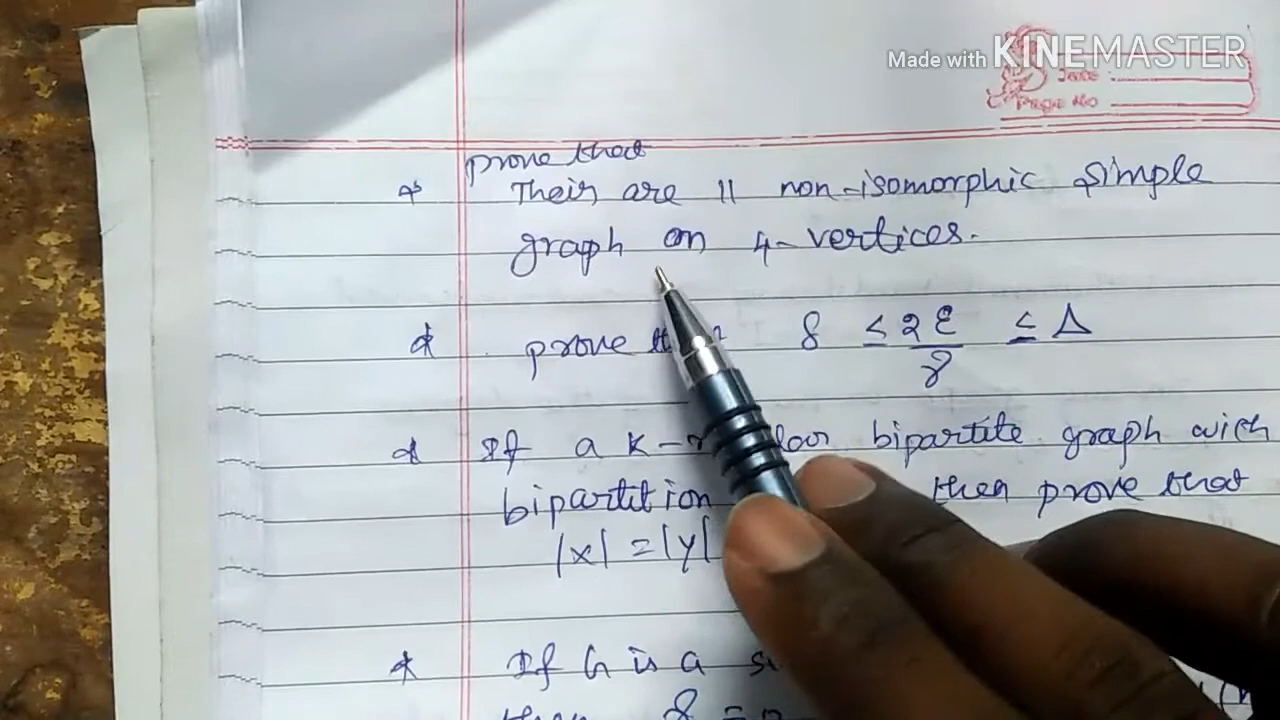 Made with KINEMASTER
Date :
Page No
prove that
* Their are 11 non-isomorphic simple
graph on 4-vertices.
* prove δ ≤ 2ε/γ ≤ Δ
* If a k- bipartite graph with
bipartition then prove that
|x| = |y|
* If G is a
then